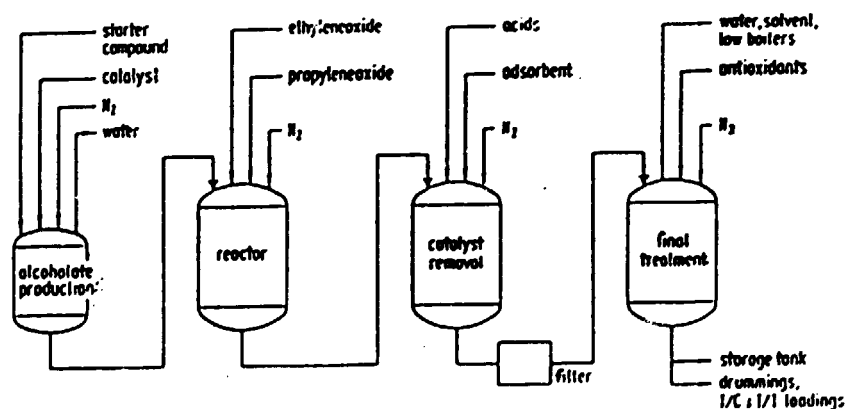 starter
compound
catalyst
N₂
water
alcoholate
production
ethyleneoxide
propyleneoxide
N₂
reactor
acids
adsorbent
N₂
catalyst
removal
filter
water, solvent,
low boilers
antioxidants
N₂
final
treatment
storage tank
drummings,
loadings